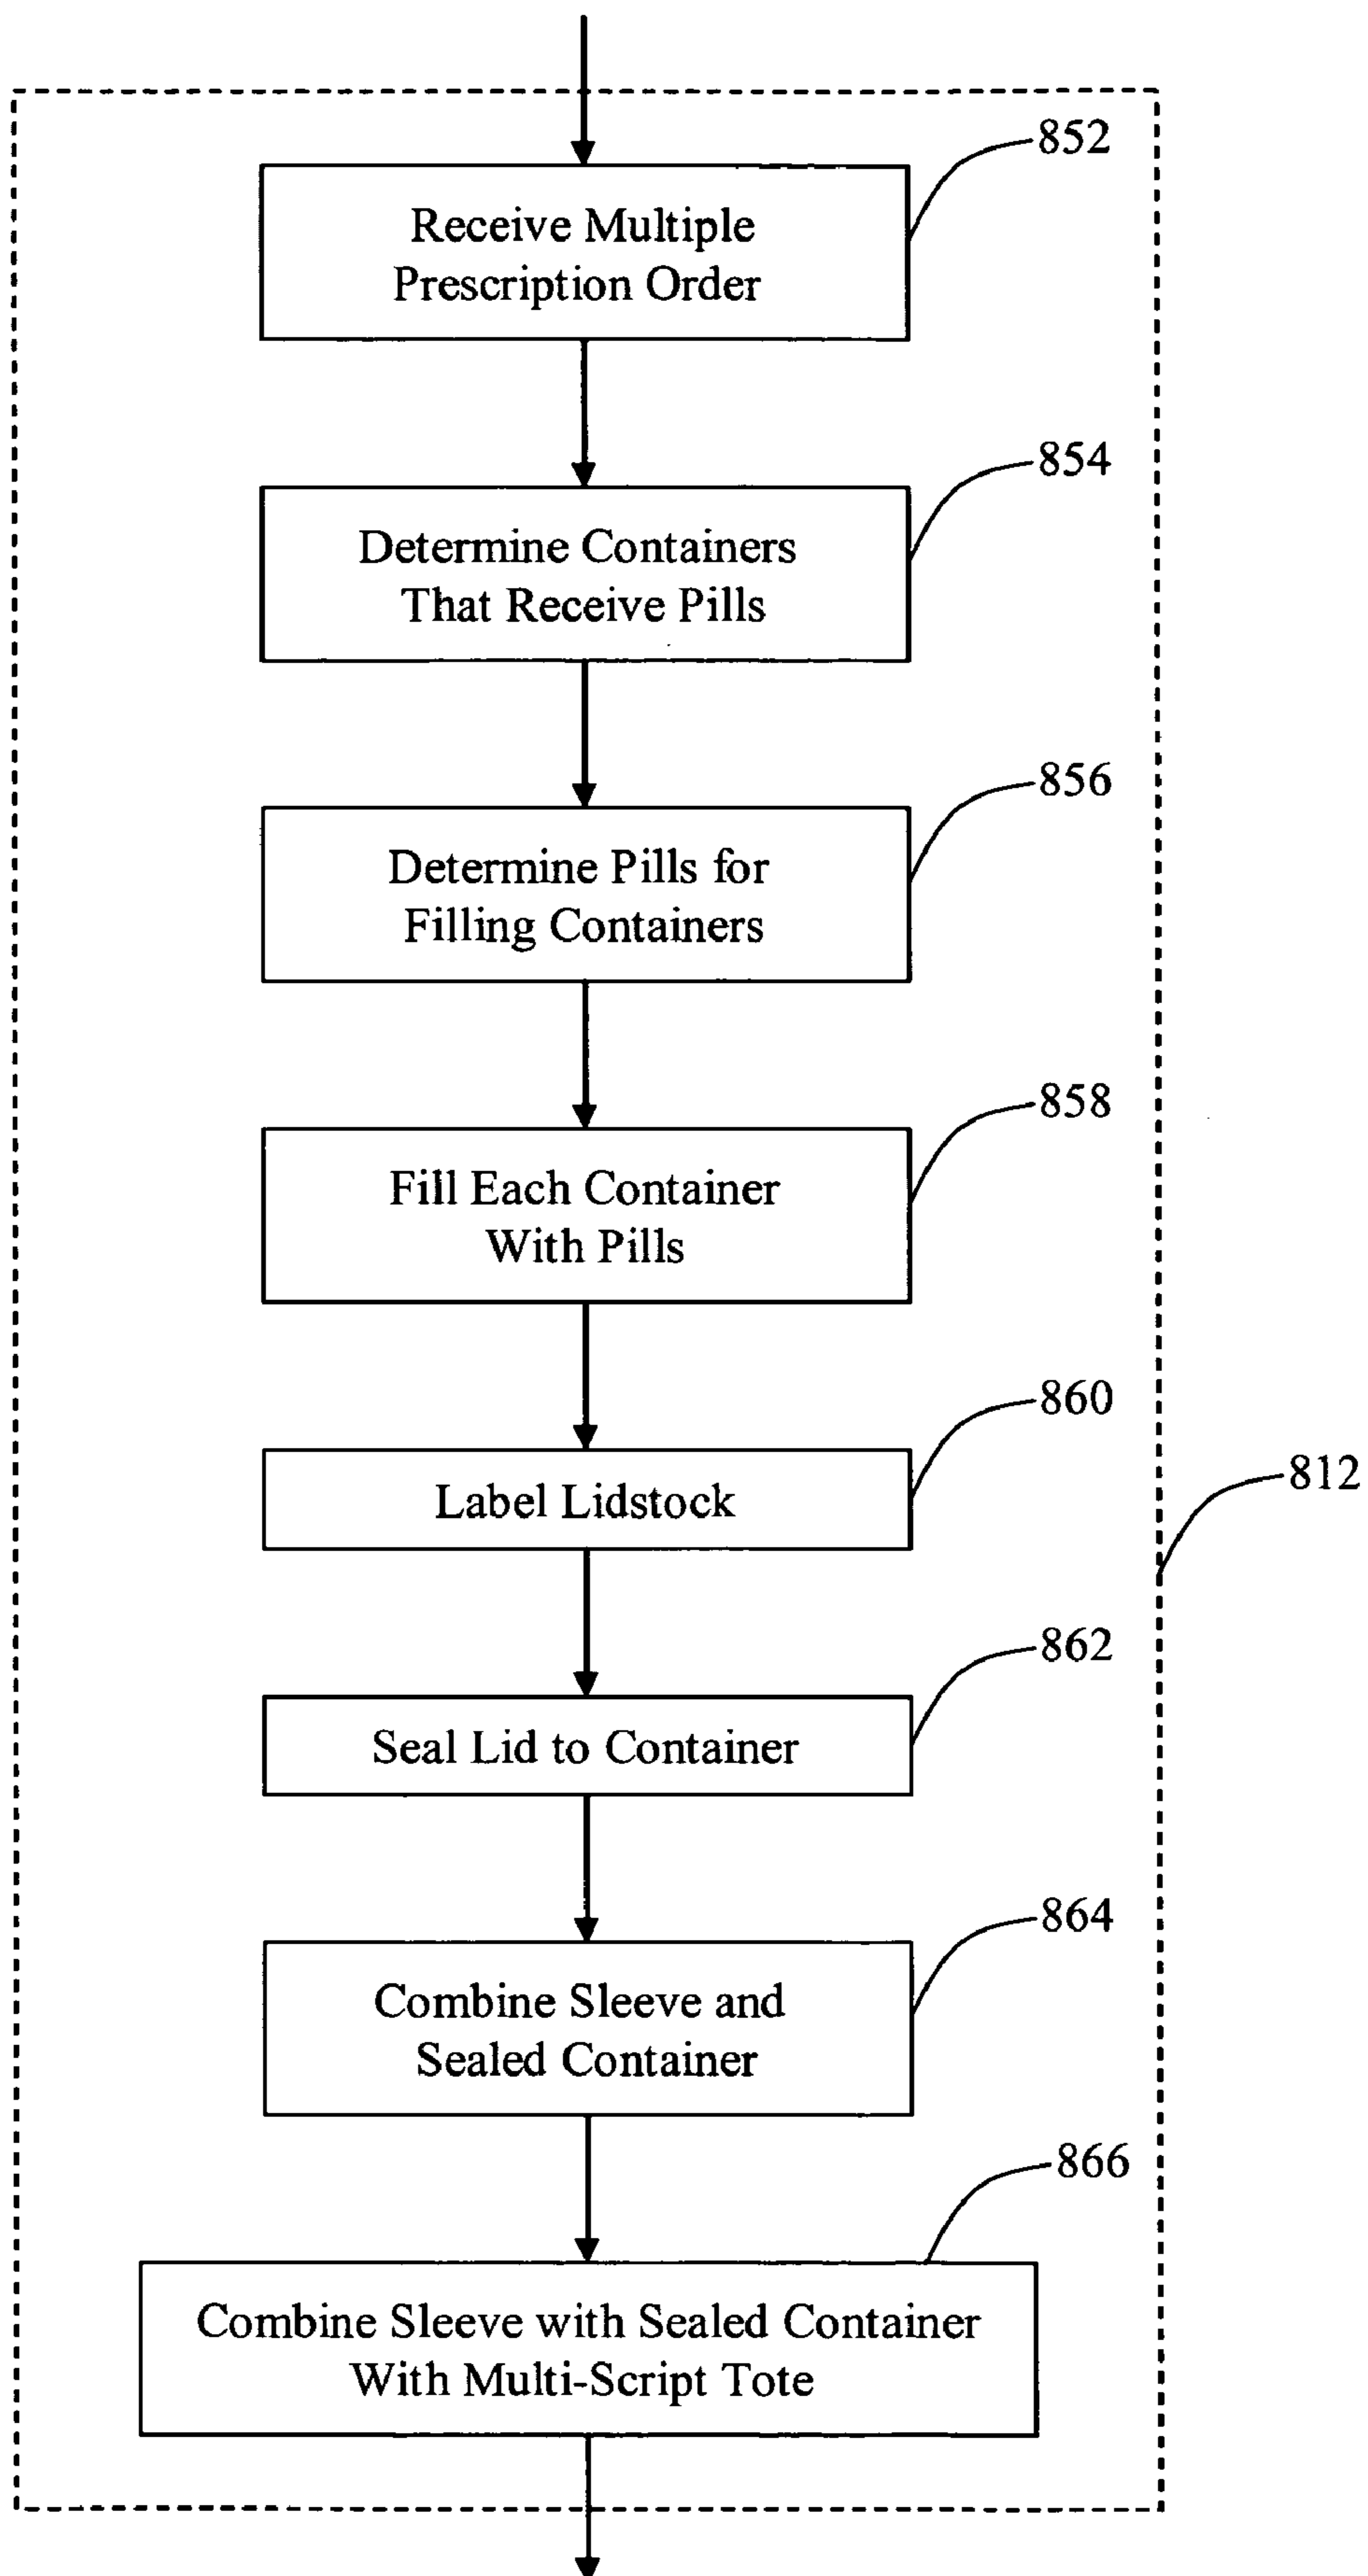 852
Receive Multiple
Prescription Order
854
Determine Containers
That Receive Pills
856
Determine Pills for
Filling Containers
858
Fill Each Container
With Pills
860
Label Lidstock
812
862
Seal Lid to Container
864
Combine Sleeve and
Sealed Container
866
Combine Sleeve with Sealed Container
With Multi-Script Tote